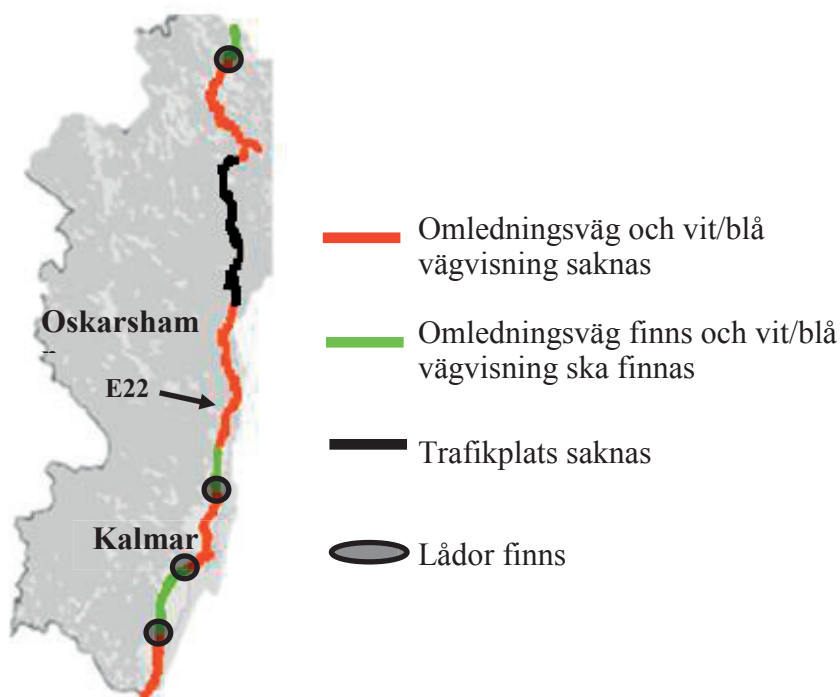 Omledningsväg och vit/blå
vägvisning saknas
Oskarsham
Omledningsväg finns och vit/blå
vägvisning ska finnas
E22
Trafikplats saknas
Kalmar
Lådor finns